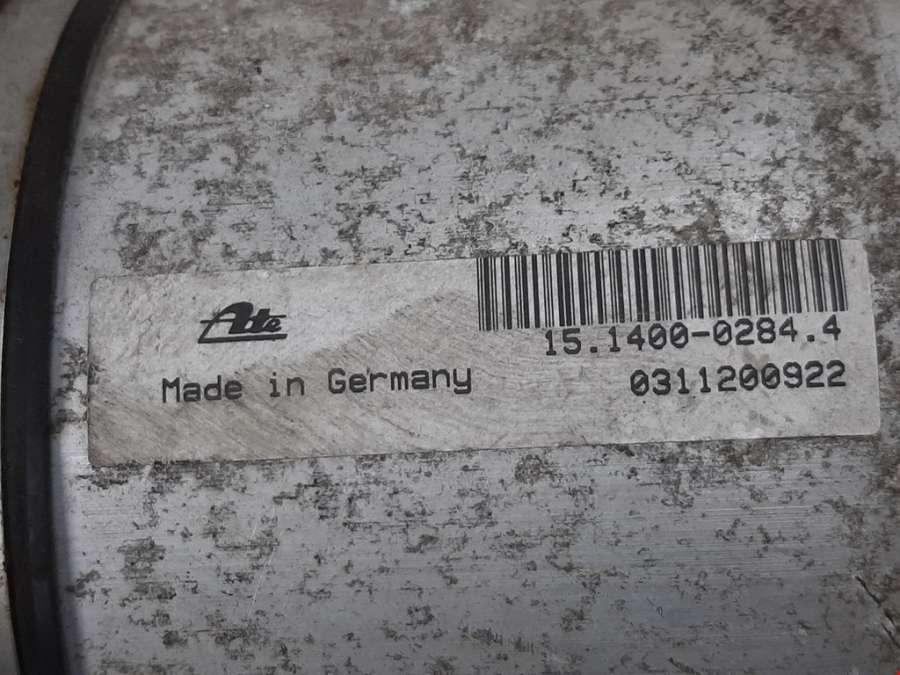 Ate
15.1400-0284.4
Made in Germany
0311200922